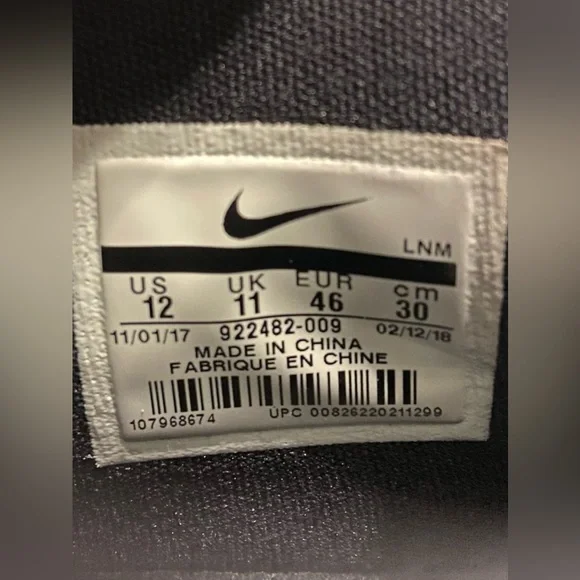 LNM
US UK EUR cm
12 11 46 30
11/01/17 922482-009 02/12/18
MADE IN CHINA
FABRIQUE EN CHINE
107968674 UPC 00826220211299